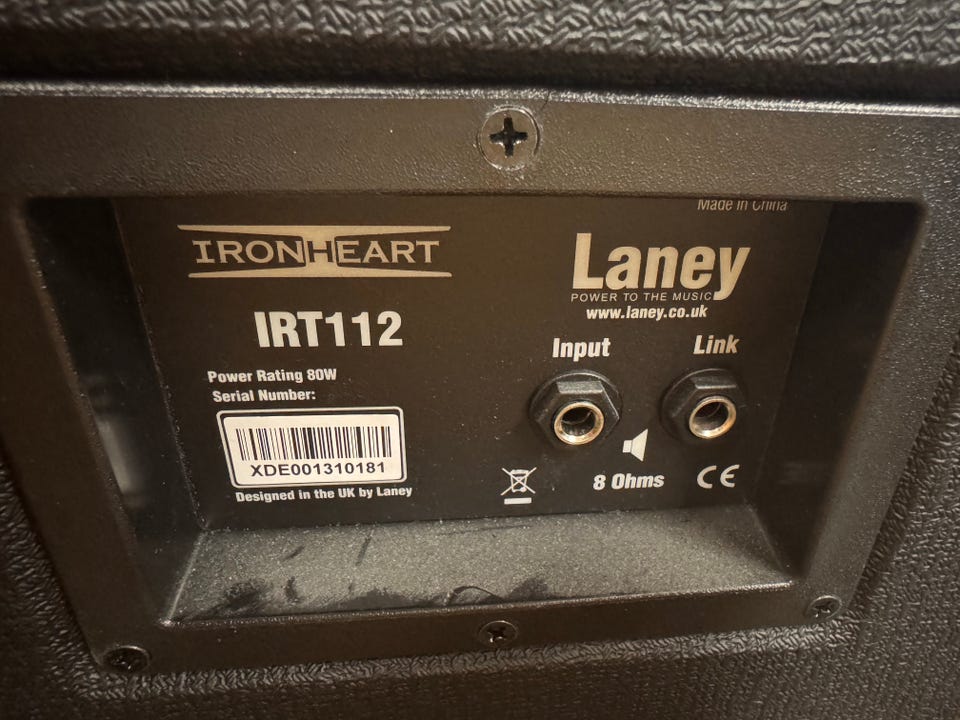 Made in China
IRONHEART
Laney
POWER TO THE MUSIC
www.laney.co.uk
IRT112
Input
Link
Power Rating 80W
Serial Number:
XDE001310181
Designed in the UK by Laney
8 Ohms
CE